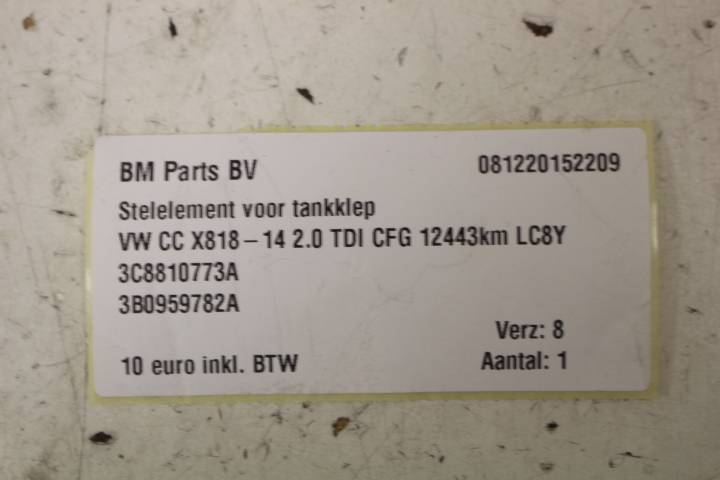 BM Parts BV 081220152209
Stelelement voor tankklep
VW CC X818-14 2.0 TDI CFG 12443km LC8Y
3C8810773A
3B0959782A
Verz: 8
10 euro inkl. BTW Aantal: 1